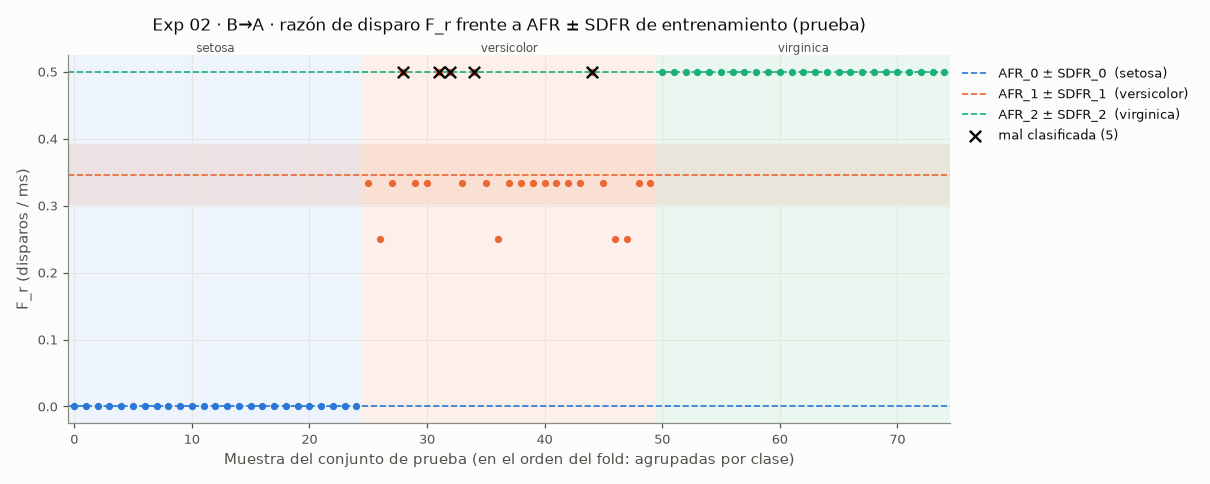 Exp 02 · B→A · razón de disparo F_r frente a AFR ± SDFR de entrenamiento (prueba)
setosa
versicolor
virginica
0.5
0.4
0.3
0.2
0.1
0.0
F_r (disparos / ms)
0
10
20
30
40
50
60
70
Muestra del conjunto de prueba (en el orden del fold: agrupadas por clase)
AFR_0 ± SDFR_0  (setosa)
AFR_1 ± SDFR_1  (versicolor)
AFR_2 ± SDFR_2  (virginica)
mal clasificada (5)